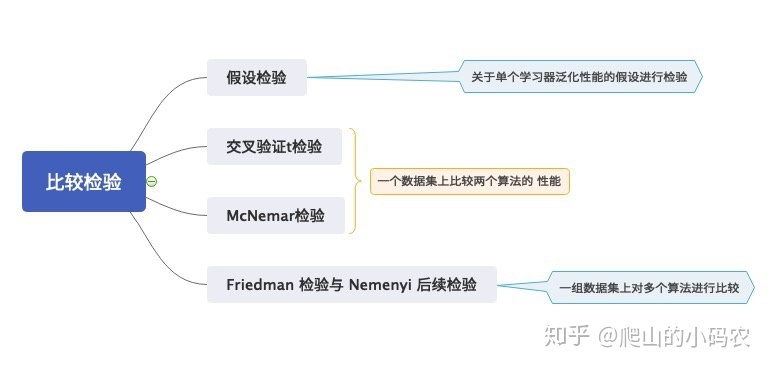 假设检验
关于单个学习器泛化性能的假设进行检验
交叉验证t检验
比较检验
一个数据集上比较两个算法的 性能
McNemar检验
Friedman 检验与 Nemenyi 后续检验
一组数据集上对多个算法进行比较
知乎 @爬山的小码农